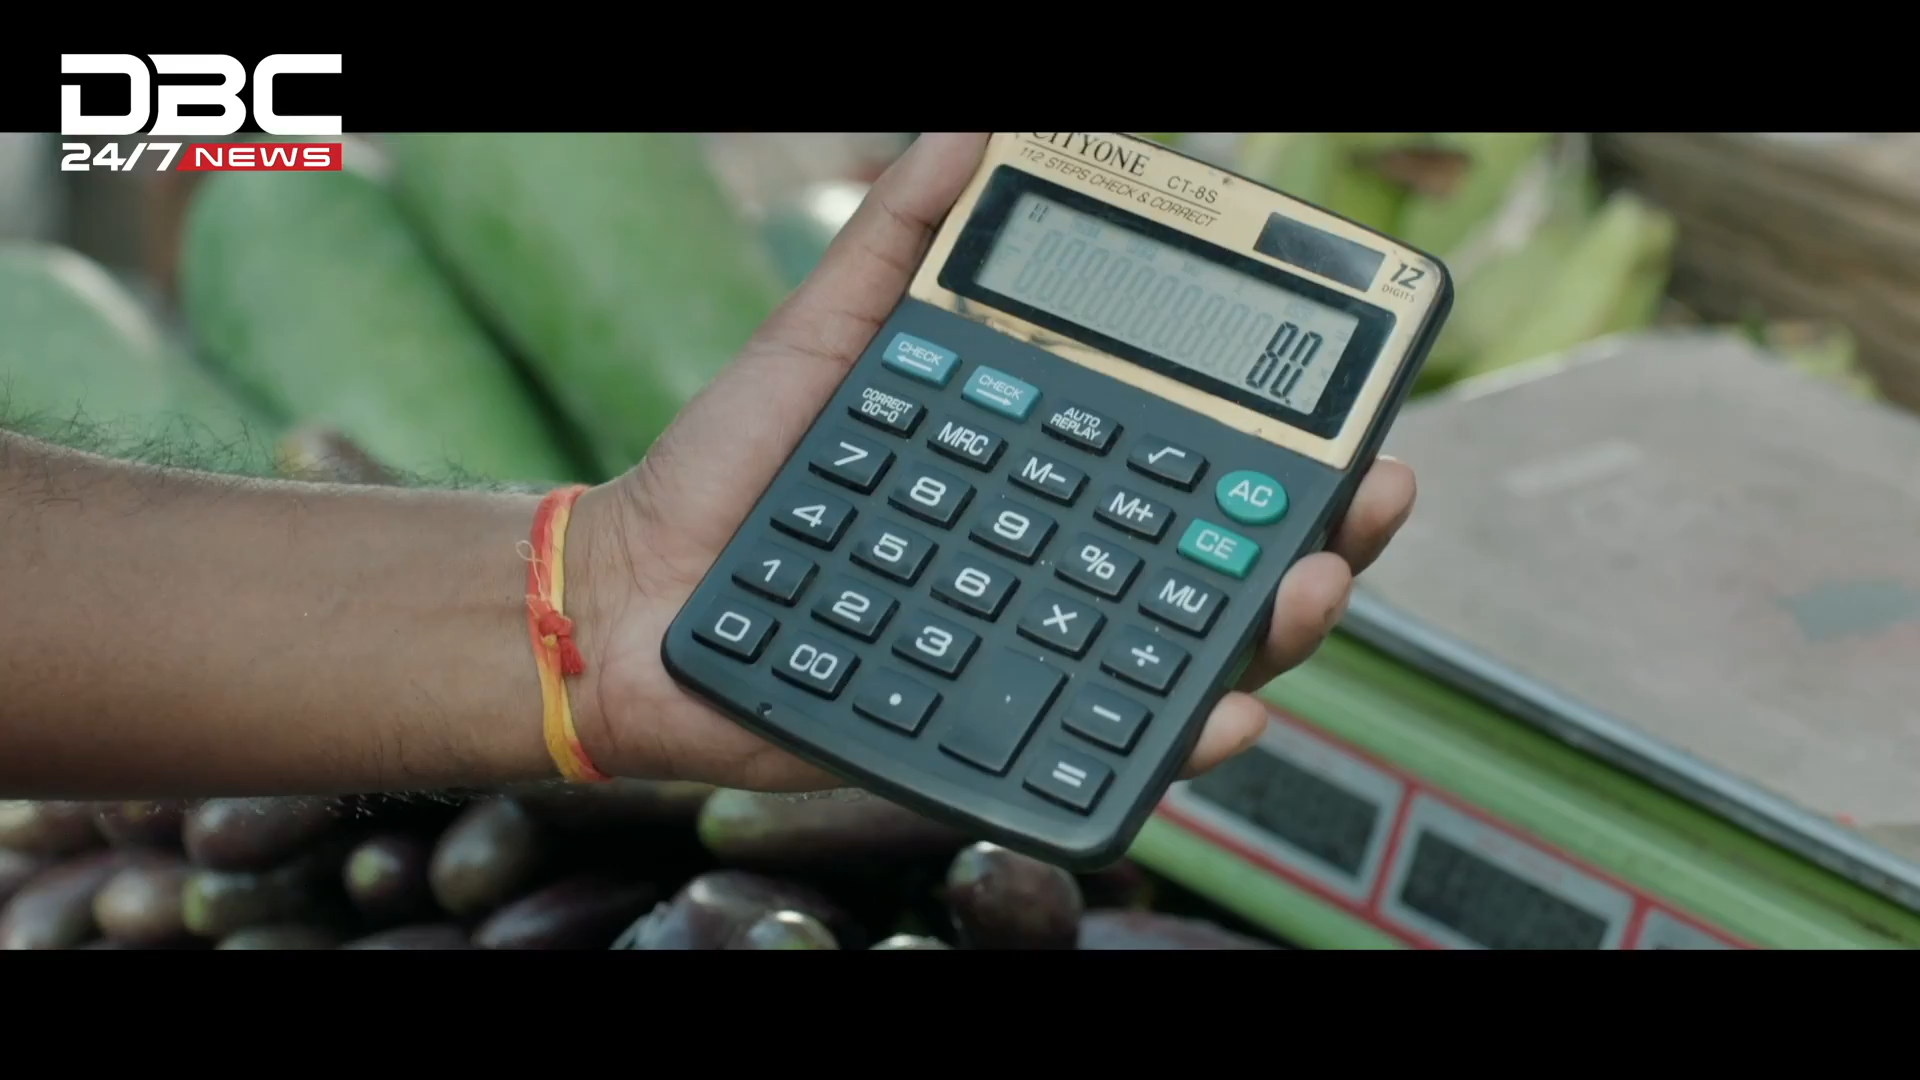 DBC
24/7 NEWS
CITYONE
CT-8S
112 STEPS CHECK & CORRECT
12
DIGITS
80.
CHECK
CHECK
CORRECT
00→0
AUTO
REPLAY
MRC
M-
M+
√
AC
7
8
9
%
CE
4
5
6
×
MU
1
2
3
÷
0
00
.
-
=